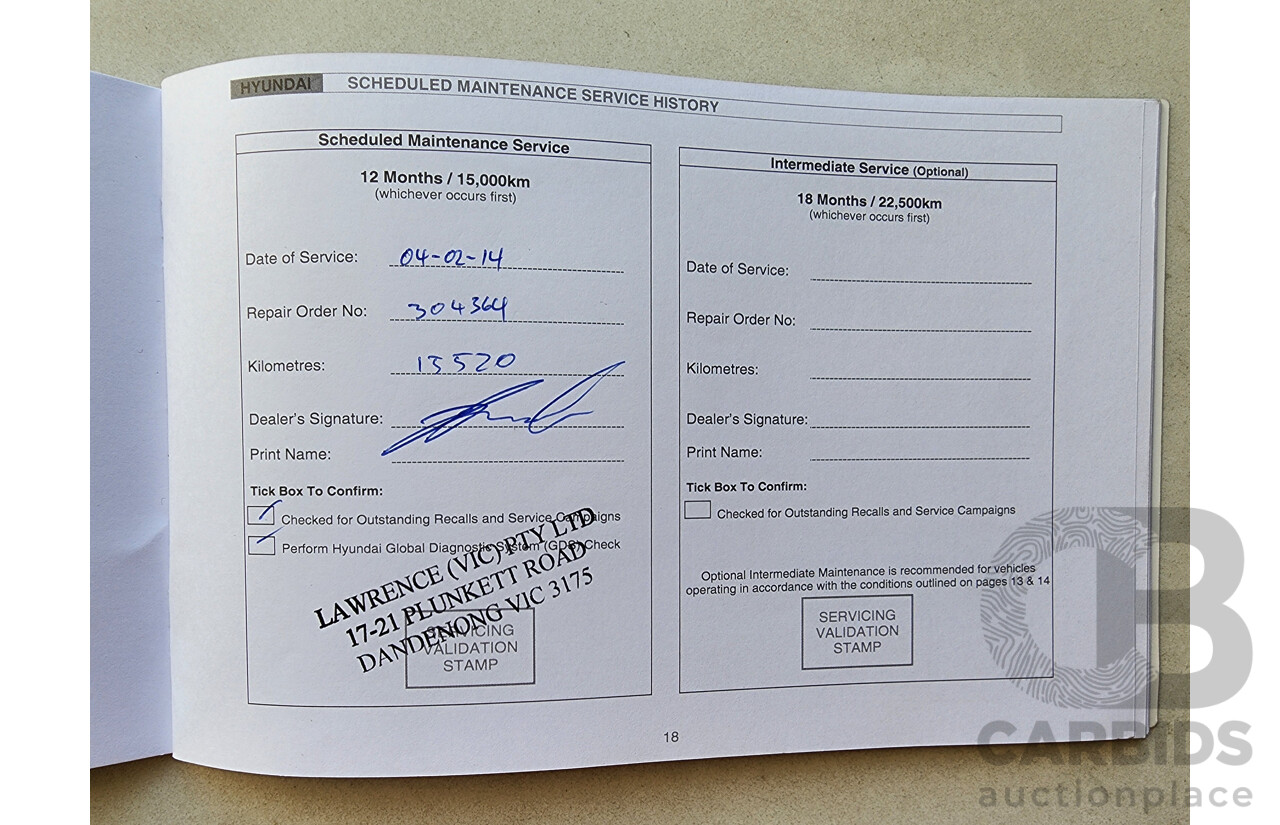 HYUNDAI SCHEDULED MAINTENANCE SERVICE HISTORY
Scheduled Maintenance Service
12 Months / 15,000km
(whichever occurs first)
Date of Service: 04-02-14
Repair Order No: 304364
Kilometres: 13520
Dealer's Signature:
Print Name:
Tick Box To Confirm:
Checked for Outstanding Recalls and Service Campaigns
Perform Hyundai Global Diagnostic System (GDS) Check
LAWRENCE (VIC) PTY LTD
17-21 PLUNKETT ROAD
DANDENONG VIC 3175
SERVICING
VALIDATION
STAMP
Intermediate Service (Optional)
18 Months / 22,500km
(whichever occurs first)
Date of Service:
Repair Order No:
Kilometres:
Dealer's Signature:
Print Name:
Tick Box To Confirm:
Checked for Outstanding Recalls and Service Campaigns
Optional Intermediate Maintenance is recommended for vehicles
operating in accordance with the conditions outlined on pages 13 & 14
SERVICING
VALIDATION
STAMP
18
CARBIDS
auctionplace